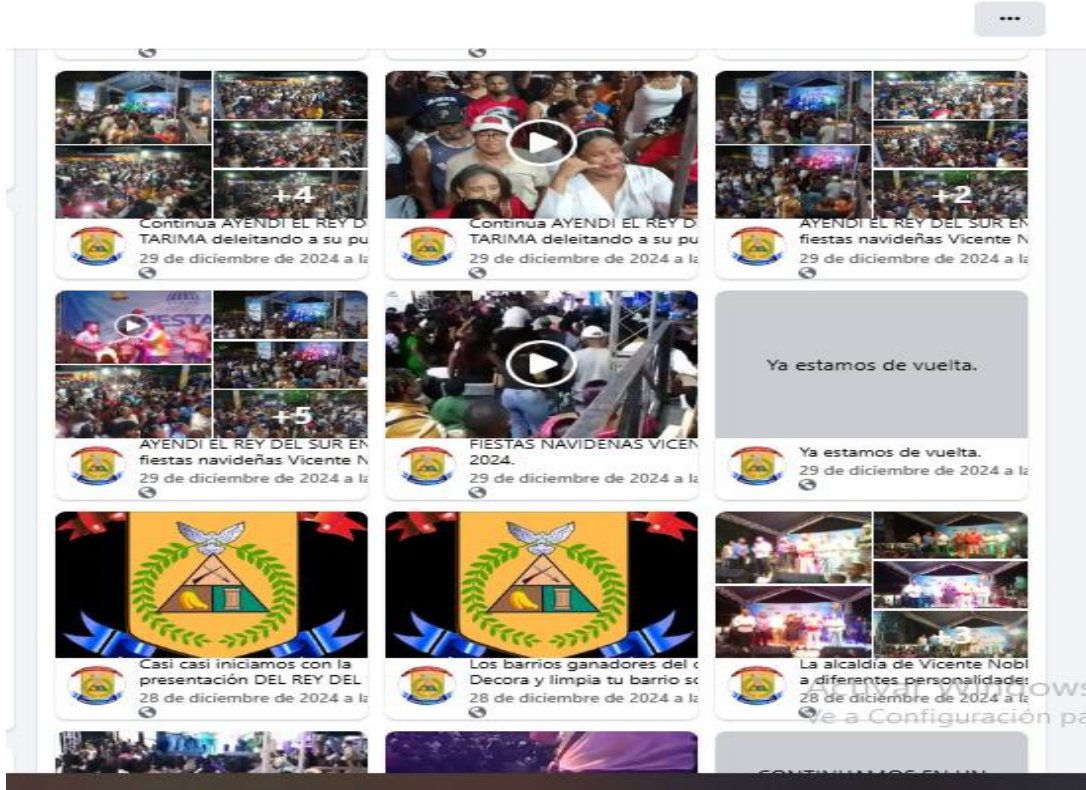 +4
+2
Continua AYENDI EL REY D
TARIMA deleitando a su pu
29 de diciembre de 2024 a la
Continua AYENDI EL REY D
TARIMA deleitando a su pu
29 de diciembre de 2024 a la
AYENDI EL REY DEL SUR EN
fiestas navideñas Vicente N
29 de diciembre de 2024 a la
Ya estamos de vuelta.
+5
AYENDI EL REY DEL SUR EN
fiestas navideñas Vicente N
29 de diciembre de 2024 a la
FIESTAS NAVIDEÑAS VICEN
2024.
29 de diciembre de 2024 a la
Ya estamos de vuelta.
29 de diciembre de 2024 a la
+3
Casi casi iniciamos con la
presentación DEL REY DEL
28 de diciembre de 2024 a la
Los barrios ganadores del c
Decora y limpia tu barrio so
28 de diciembre de 2024 a la
La alcaldía de Vicente Nobl
a diferentes personalidades
28 de diciembre de 2024 a la
Activar Windows
Ve a Configuración pa
CONTINUAMOS EN UN